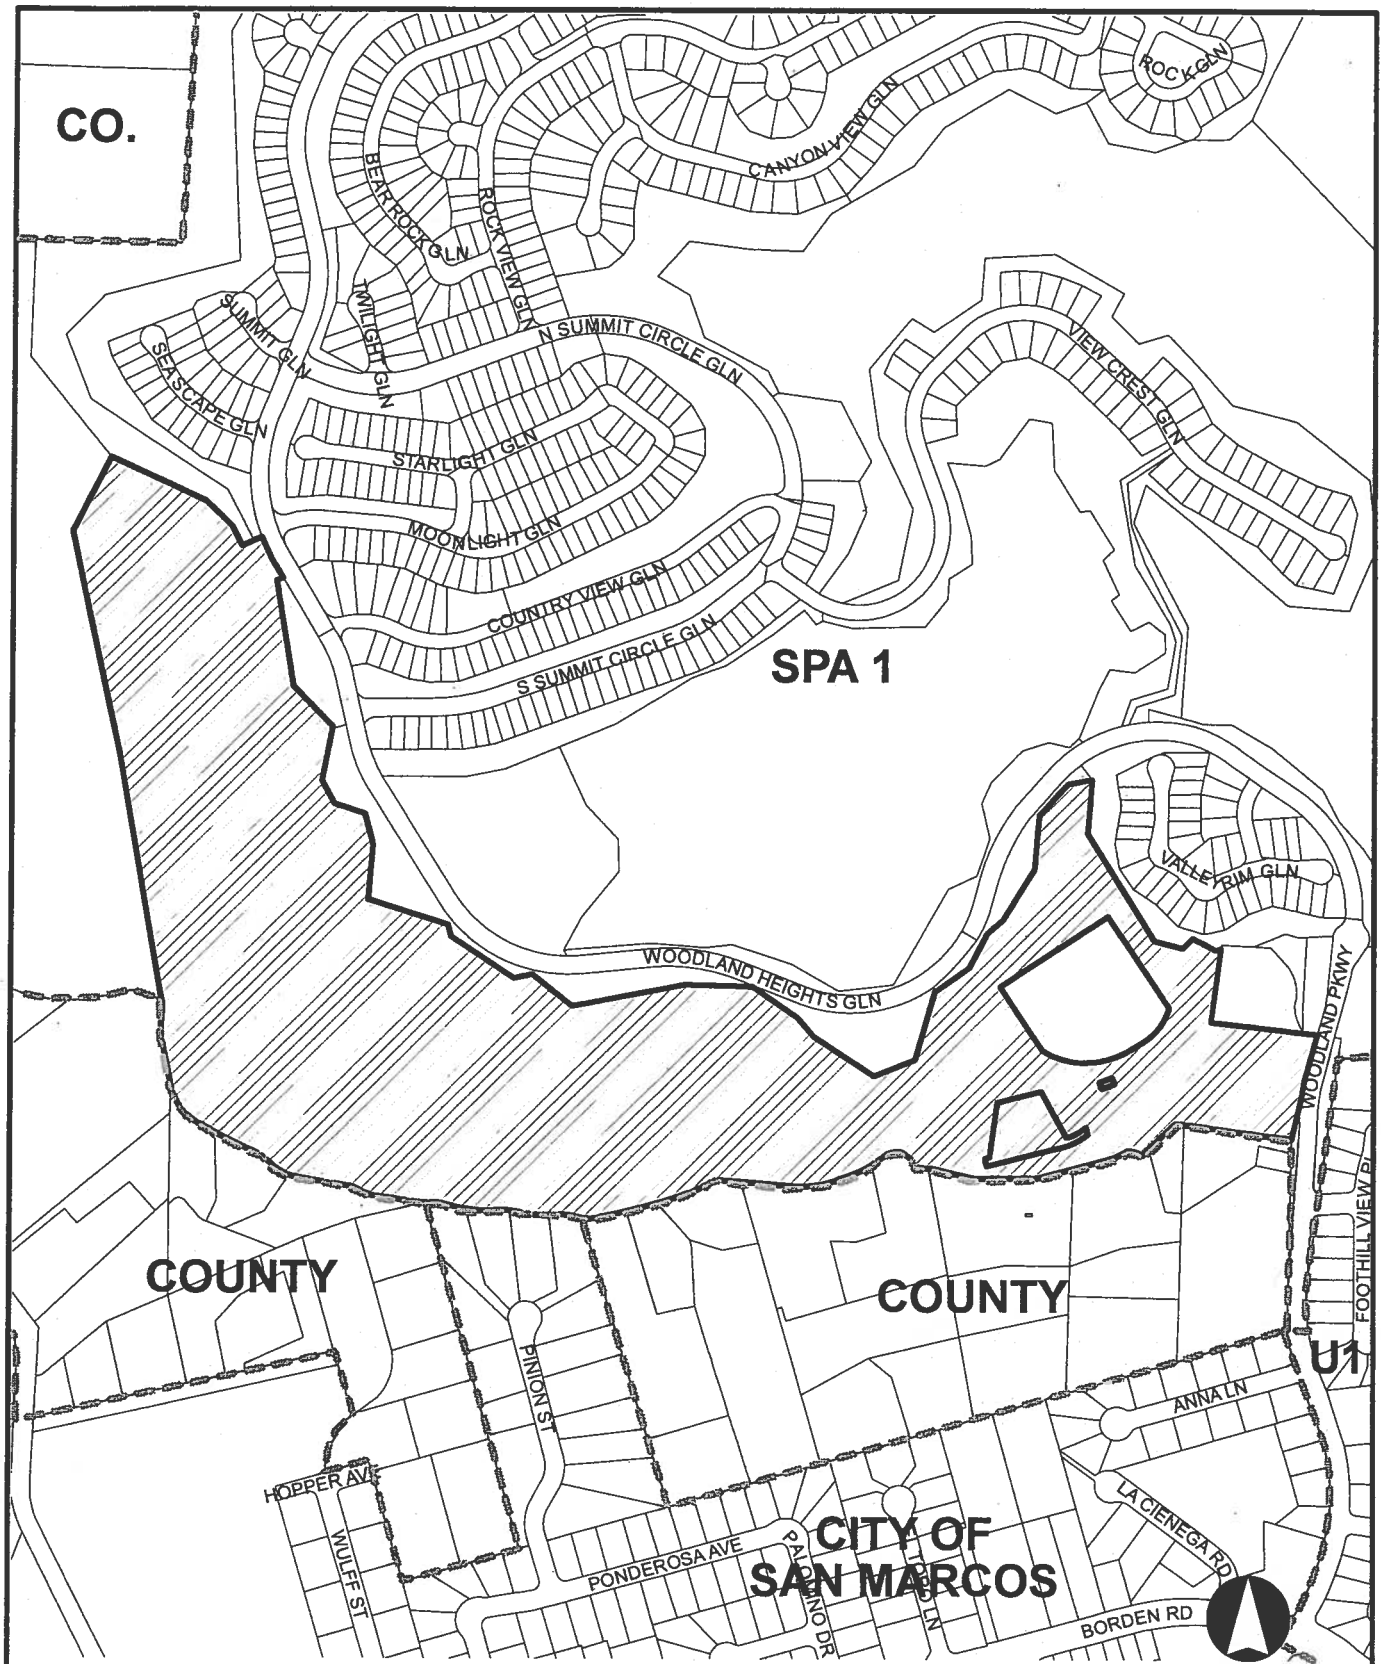 CO.
ROCK GLN
CANYON VIEW GLN
BEAR ROCK GLN
ROCK VIEW GLN
SUMMIT GLN
TWILIGHT GLN
N SUMMIT CIRCLE GLN
SEASCAPE GLN
VIEW CREST GLN
STARLIGHT GLN
MOONLIGHT GLN
COUNTRY VIEW GLN
S SUMMIT CIRCLE GLN
SPA 1
VALLEY RIM GLN
WOODLAND HEIGHTS GLN
WOODLAND PKWY
FOOTHILL VIEW PL
COUNTY
COUNTY
U1
PINION ST
ANNA LN
HOPPER AV
WULFF ST
LA CIENEGA RD
PONDEROSA AVE
PALOMINO DR
CITY OF
SAN MARCOS
BORDEN RD